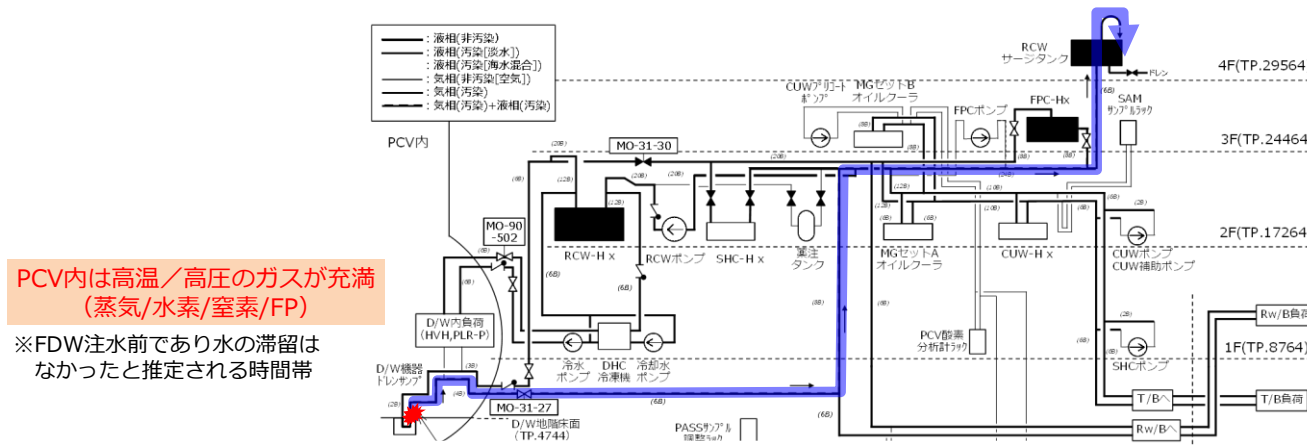 : 液相(非汚染)
: 液相(汚染[淡水])
液相(汚染[海水混合])
: 気相(非汚染[空気])
: 気相(汚染)
: 気相(汚染)+液相(汚染)
PCV内
RCW
サージタンク
ドレン
4F(TP.29564)
CUWプリコート
ポンプ
MGセットB
オイルクーラ
FPCポンプ
FPC-Hx
SAM
サンプルラック
3F(TP.24464)
MO-31-30
MO-90
-502
RCW-H x
RCWポンプ
SHC-H x
薬注
タンク
MGセットA
オイルクーラ
CUW-H x
CUWポンプ
CUW補助ポンプ
2F(TP.17264)
PCV内は高温／高圧のガスが充満
（蒸気/水素/窒素/FP）
※FDW注水前であり水の滞留は
なかったと推定される時間帯
D/W内負荷
(HVH,PLR-P)
D/W機器
ドレンサンプ
冷水
ポンプ
DHC
冷凍機
冷却水
ポンプ
PCV酸素
分析計ラック
SHCポンプ
Rw/B負荷
1F(TP.8764)
MO-31-27
D/W地階床面
(TP.4744)
T/Bへ
T/B負荷
Rw/Bへ
PASSサンプル
調整ラック